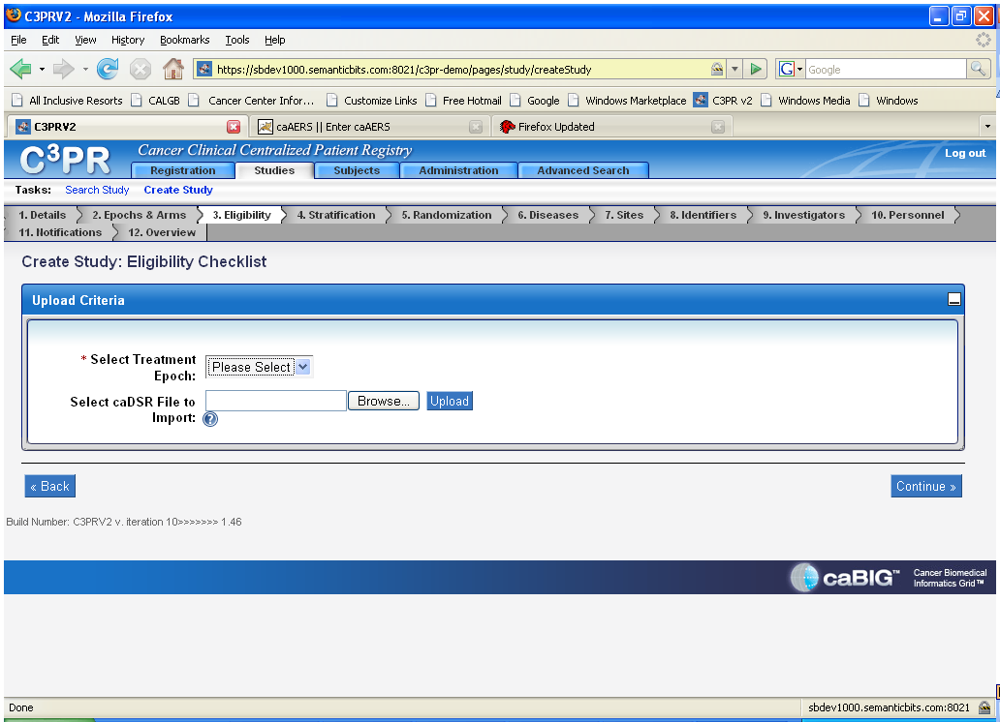 C3PRV2 - Mozilla Firefox
File Edit View History Bookmarks Tools Help
https://sbdev1000.semanticbits.com:8021/c3pr-demo/pages/study/createStudy
G Google
All Inclusive Resorts CALGB Cancer Center Infor... Customize Links Free Hotmail Google Windows Marketplace C3PR v2 Windows Media Windows
C3PRV2 caAERS || Enter caAERS Firefox Updated
C3PR Cancer Clinical Centralized Patient Registry Log out
Registration Studies Subjects Administration Advanced Search
Tasks: Search Study Create Study
1. Details 2. Epochs & Arms 3. Eligibility 4. Stratification 5. Randomization 6. Diseases 7. Sites 8. Identifiers 9. Investigators 10. Personnel
11. Notifications 12. Overview
Create Study: Eligibility Checklist
Upload Criteria
* Select Treatment
Epoch: Please Select
Select caDSR File to Browse... Upload
Import: ?
« Back Continue »
Build Number: C3PRV2 v. iteration 10>>>>>>> 1.46
caBIG™ Cancer Biomedical
Informatics Grid™
Done sbdev1000.semanticbits.com:8021